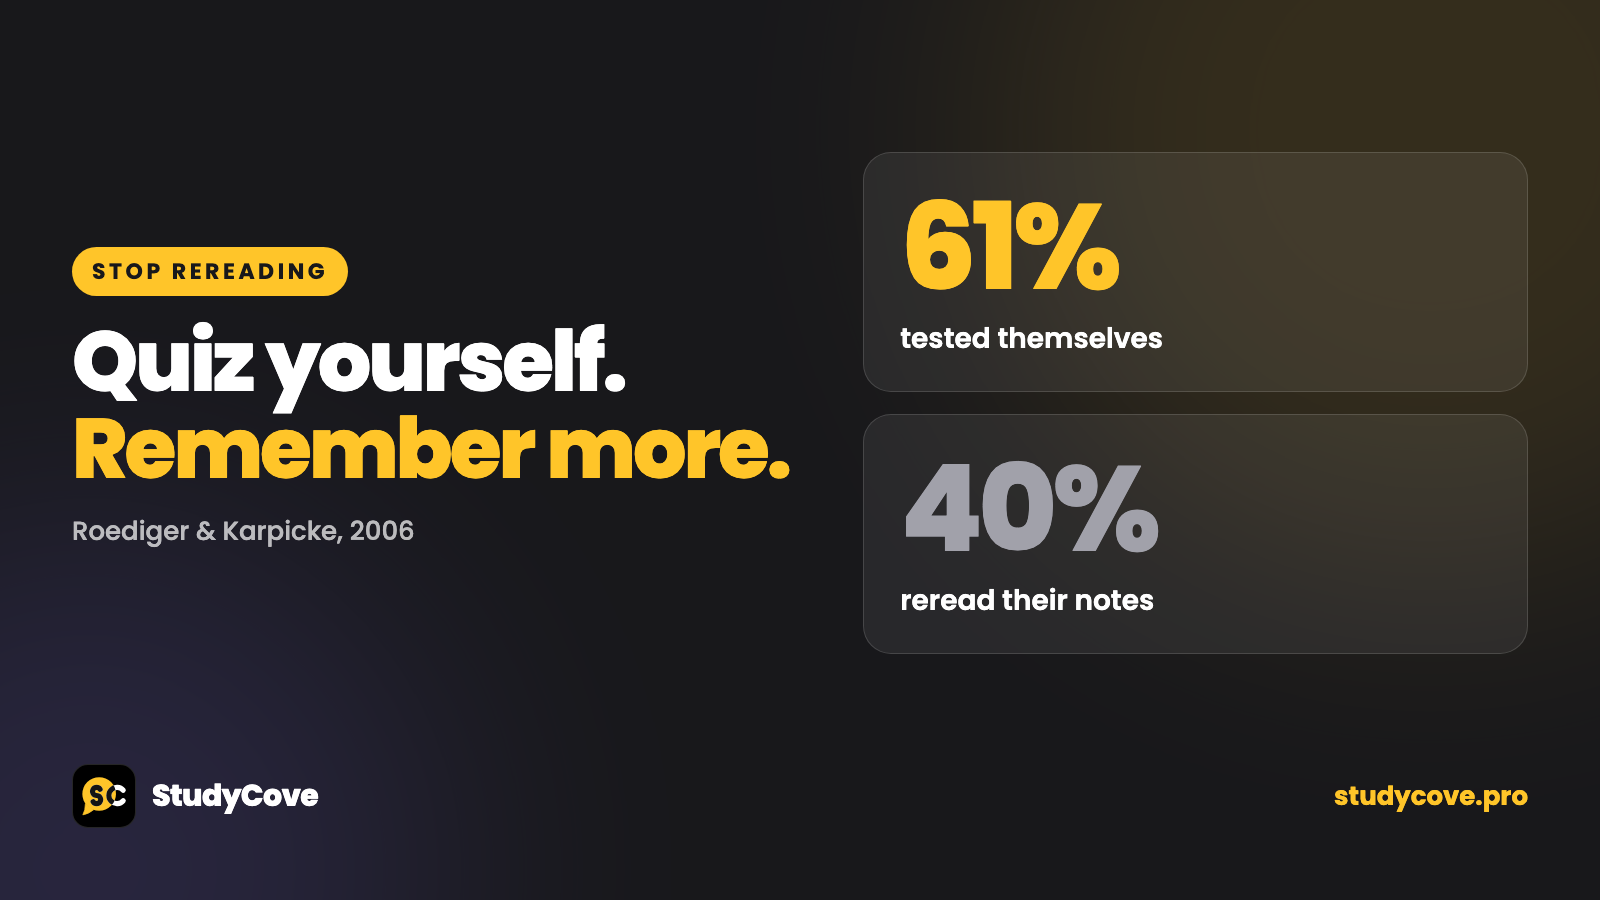 STOP REREADING
Quiz yourself.
Remember more.
Roediger & Karpicke, 2006
61%
tested themselves
40%
reread their notes
SC
StudyCove
studycove.pro